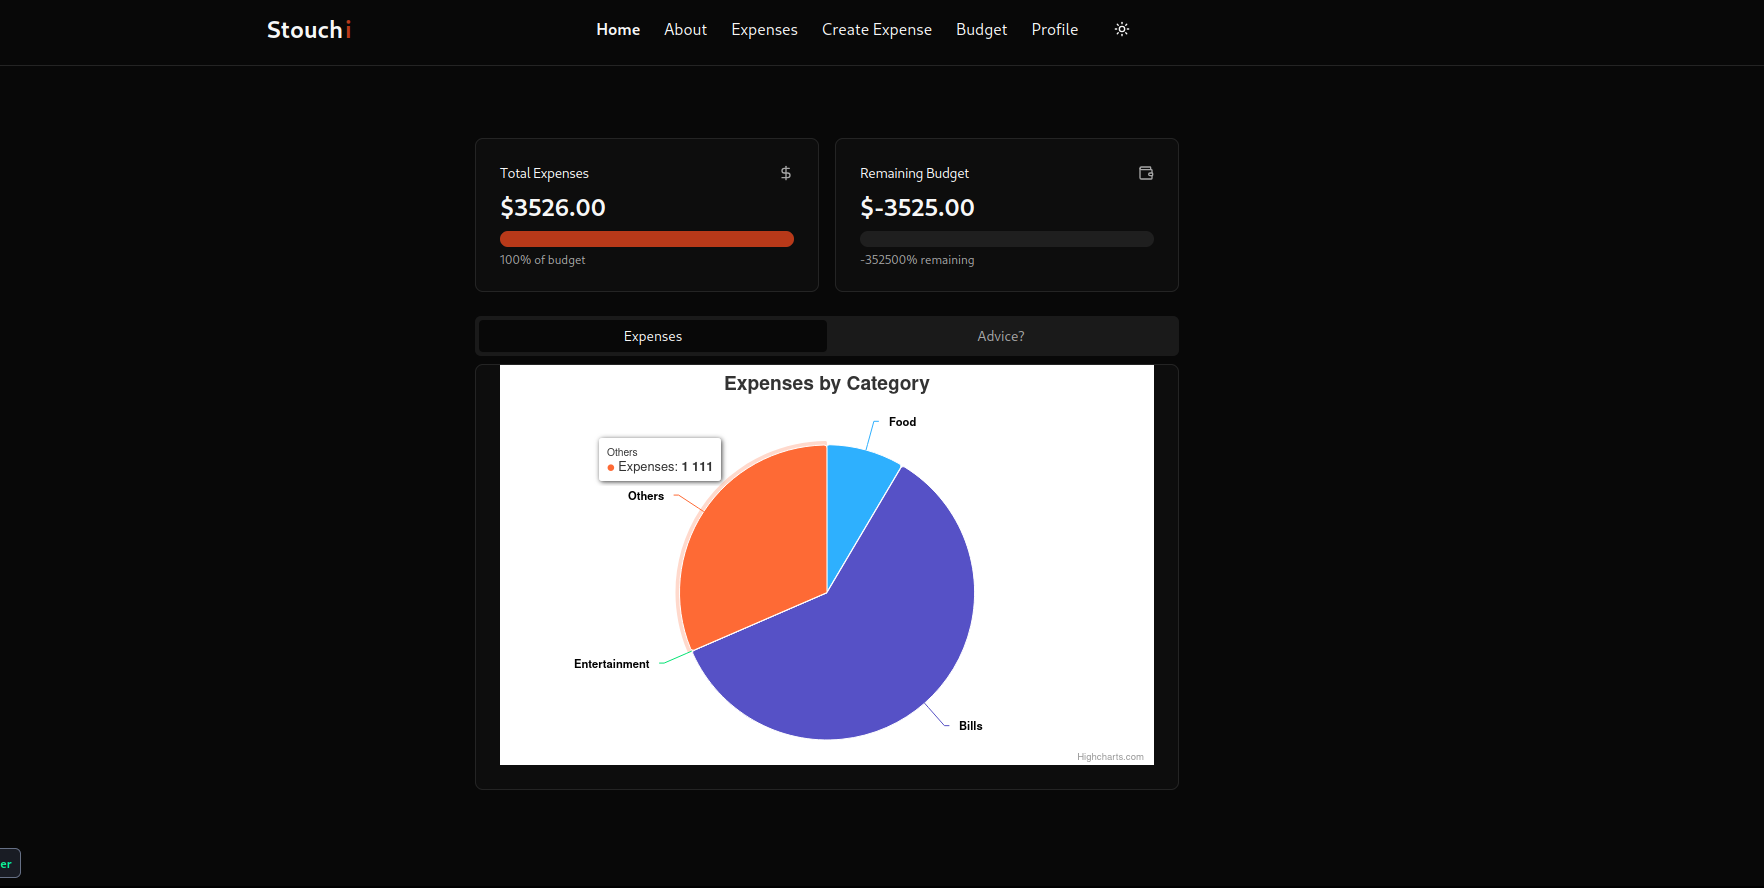 Stouchi
Home About Expenses Create Expense Budget Profile
Total Expenses
$3526.00
100% of budget
Remaining Budget
$-3525.00
-352500% remaining
Expenses
Advice?
Expenses by Category
Food
Others
Expenses: 1 111
Others
Entertainment
Bills
Highcharts.com
er